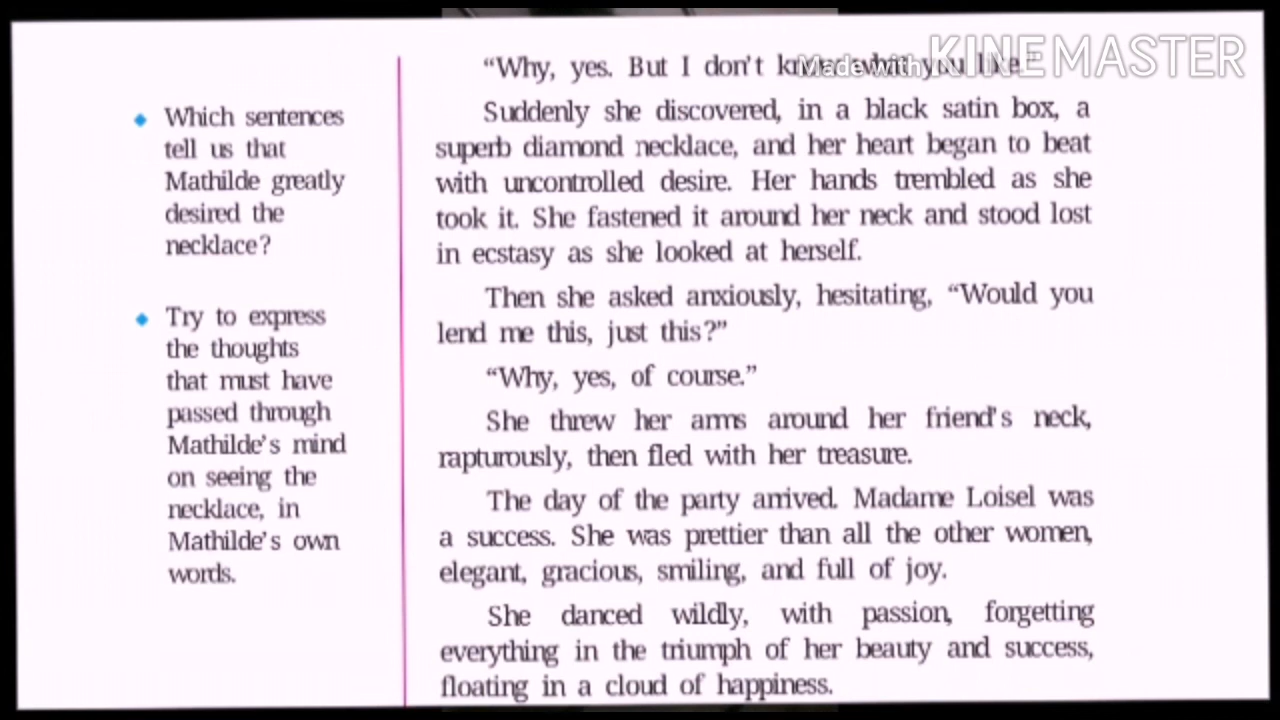 Made with KINEMASTER
"Why, yes. But I don't know what you like."
Suddenly she discovered, in a black satin box, a
superb diamond necklace, and her heart began to beat
with uncontrolled desire. Her hands trembled as she
took it. She fastened it around her neck and stood lost
in ecstasy as she looked at herself.
Then she asked anxiously, hesitating, “Would you
lend me this, just this?”
“Why, yes, of course.”
She threw her arms around her friend's neck,
rapturously, then fled with her treasure.
The day of the party arrived. Madame Loisel was
a success. She was prettier than all the other women,
elegant, gracious, smiling, and full of joy.
She danced wildly, with passion, forgetting
everything in the triumph of her beauty and success,
floating in a cloud of happiness.
◆ Which sentences
tell us that
Mathilde greatly
desired the
necklace?
◆ Try to express
the thoughts
that must have
passed through
Mathilde’s mind
on seeing the
necklace, in
Mathilde’s own
words.